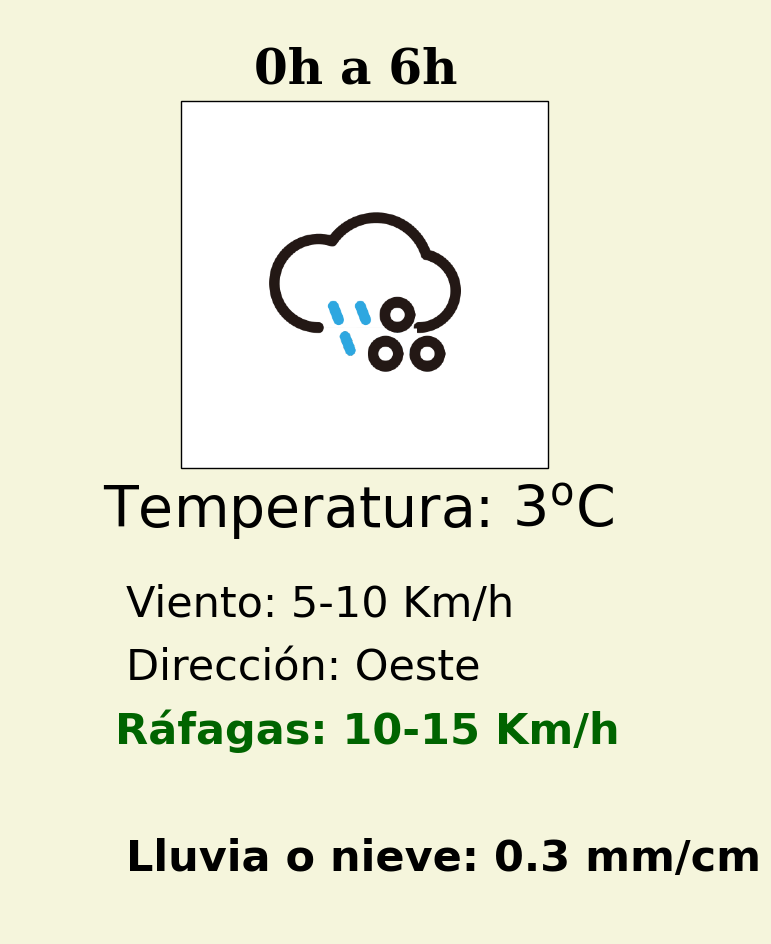 0h a 6h
Temperatura: 3ºC
Viento: 5-10 Km/h
Dirección: Oeste
Ráfagas: 10-15 Km/h
Lluvia o nieve: 0.3 mm/cm